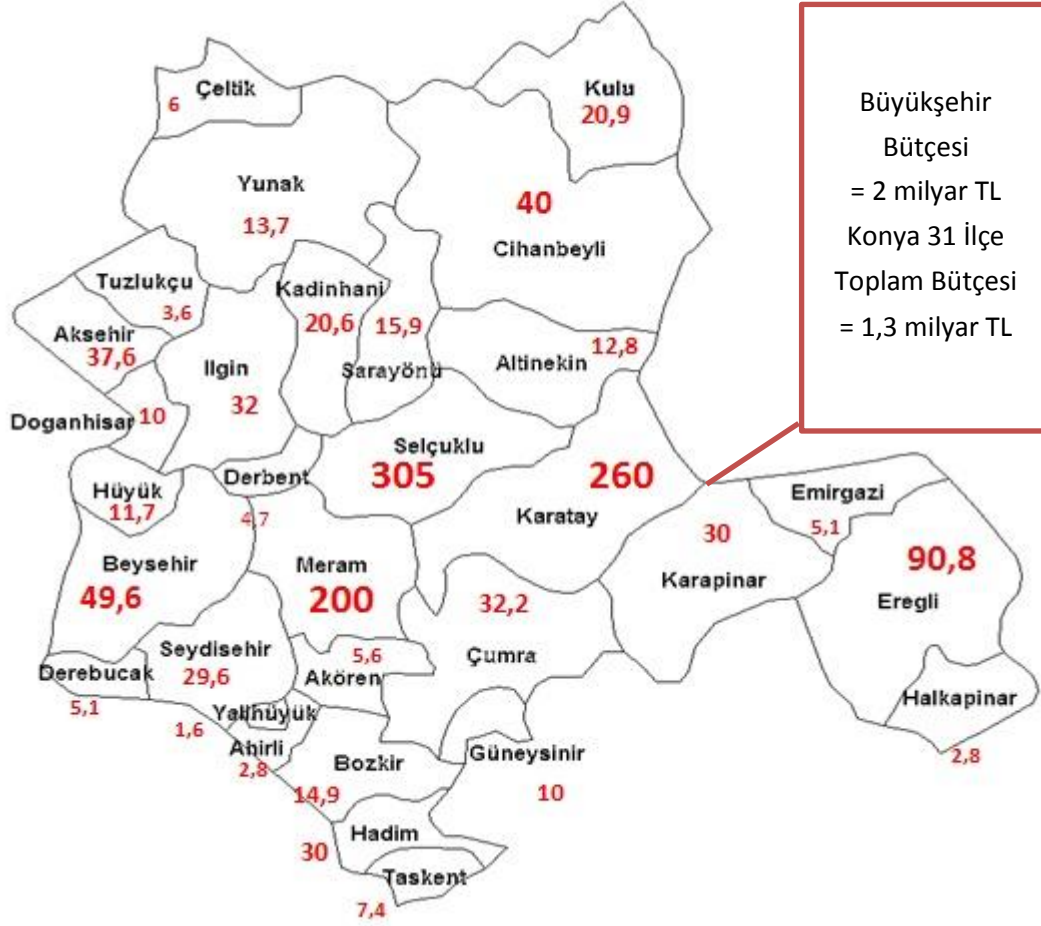 Çeltik
6
Kulu
20,9
Büyükşehir
Bütçesi
= 2 milyar TL
Konya 31 İlçe
Toplam Bütçesi
= 1,3 milyar TL
Yunak
13,7
40
Cihanbeyli
Tuzlukçu
3,6
Kadinhani
20,6
15,9
Sarayönü
Aksehir
37,6
Ilgin
32
Altinekin
12,8
Doganhisar
10
Selçuklu
305
260
Karatay
Derbent
4,7
Hüyük
11,7
Emirgazi
5,1
30
Karapinar
90,8
Eregli
Beysehir
49,6
Meram
200
32,2
Çumra
Seydisehir
29,6
5,6
Akören
Derebucak
5,1
Halkapinar
2,8
Yalihüyük
1,6
Ahirli
2,8
Bozkir
14,9
Güneysinir
10
Hadim
30
Taskent
7,4